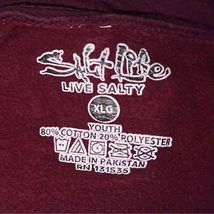 Salt Life
LIVE SALTY
XLG
YOUTH
80% COTTON 20% POLYESTER
MADE IN PAKISTAN
RN 131535